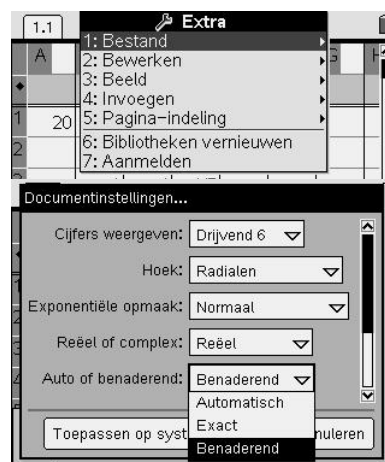 1.1
Extra
A
1: Bestand
2: Bewerken
3: Beeld
4: Invoegen
5: Pagina-indeling
6: Bibliotheken vernieuwen
7: Aanmelden
1
20
2
Documentinstellingen...
Cijfers weergeven: Drijvend 6
Hoek: Radialen
Exponentiële opmaak: Normaal
Reëel of complex: Reëel
Auto of benaderend: Benaderend
Automatisch
Exact
Benaderend
Toepassen op syst
nuleren